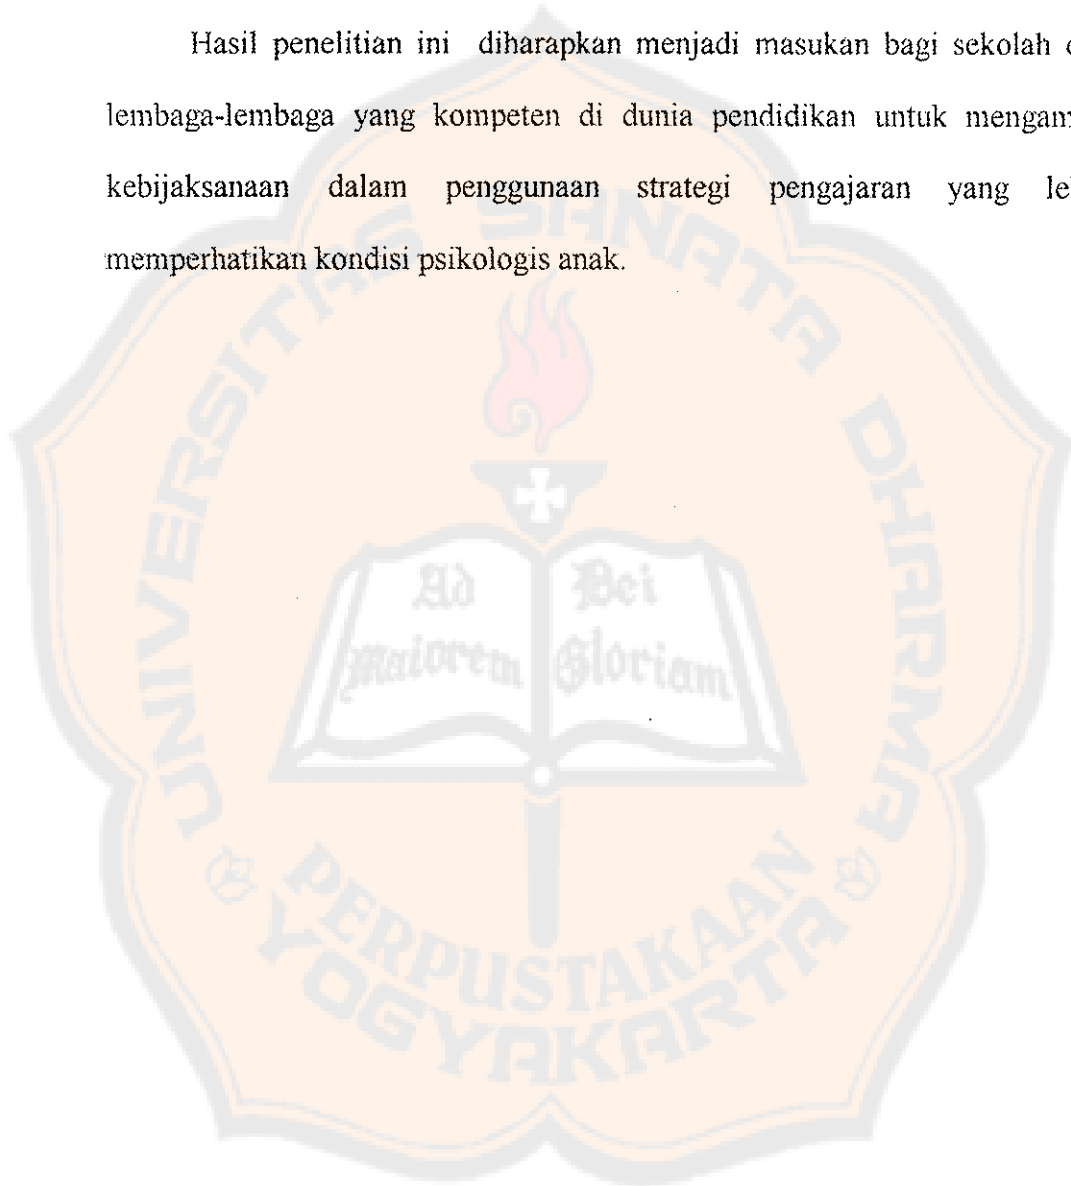 Hasil penelitian ini diharapkan menjadi masukan bagi sekolah
lembaga-lembaga yang kompeten di dunia pendidikan untuk
kebijaksanaan dalam penggunaan strategi pengajaran yang
memperhatikan kondisi psikologis anak.
UNIVERSITAS SANATA DHARMA
Ad Dei
Maiorem Gloriam
PERPUSTAKAAN
YOGYAKARTA